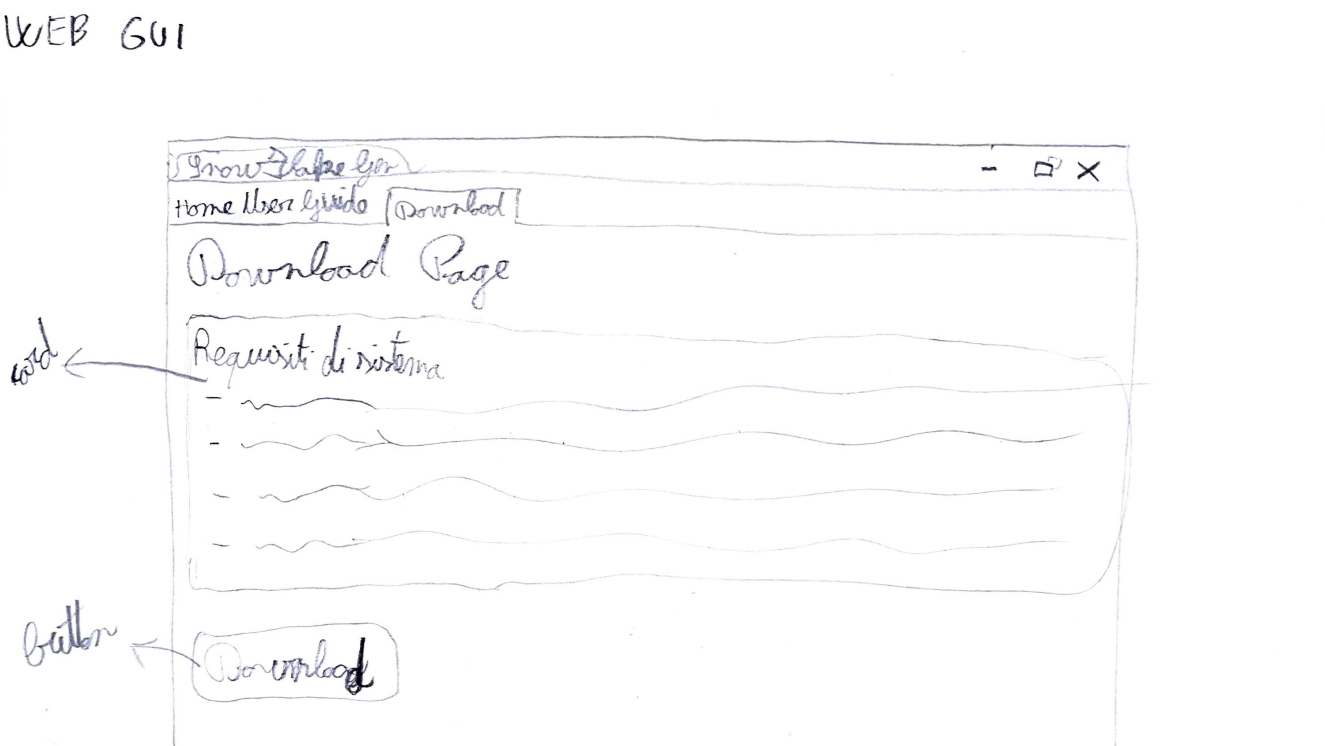 WEB GUI
SnowFlake Gen
Home User Guide Download
Download Page
Requisiti di sistema
card
button
Download